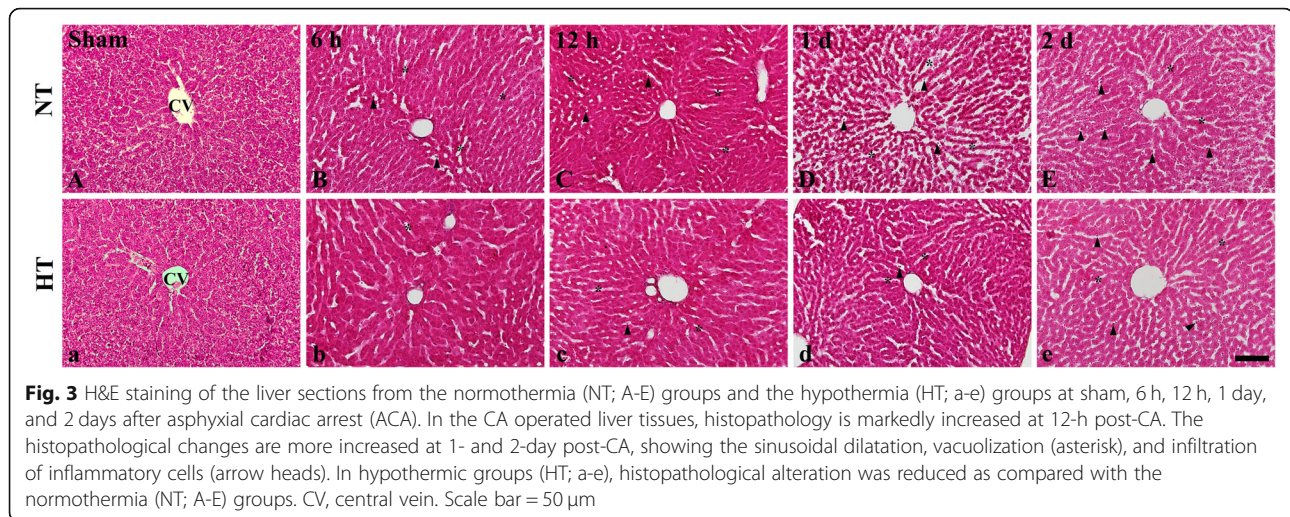 Sham 6 h 12 h 1 d 2 d
NT
CV
A B C D E
HT
CV
a b c d e
Fig. 3 H&E staining of the liver sections from the normothermia (NT; A-E) groups and the hypothermia (HT; a-e) groups at sham, 6 h, 12 h, 1 day,
and 2 days after asphyxial cardiac arrest (ACA). In the CA operated liver tissues, histopathology is markedly increased at 12-h post-CA. The
histopathological changes are more increased at 1- and 2-day post-CA, showing the sinusoidal dilatation, vacuolization (asterisk), and infiltration
of inflammatory cells (arrow heads). In hypothermic groups (HT; a-e), histopathological alteration was reduced as compared with the
normothermia (NT; A-E) groups. CV, central vein. Scale bar = 50 μm